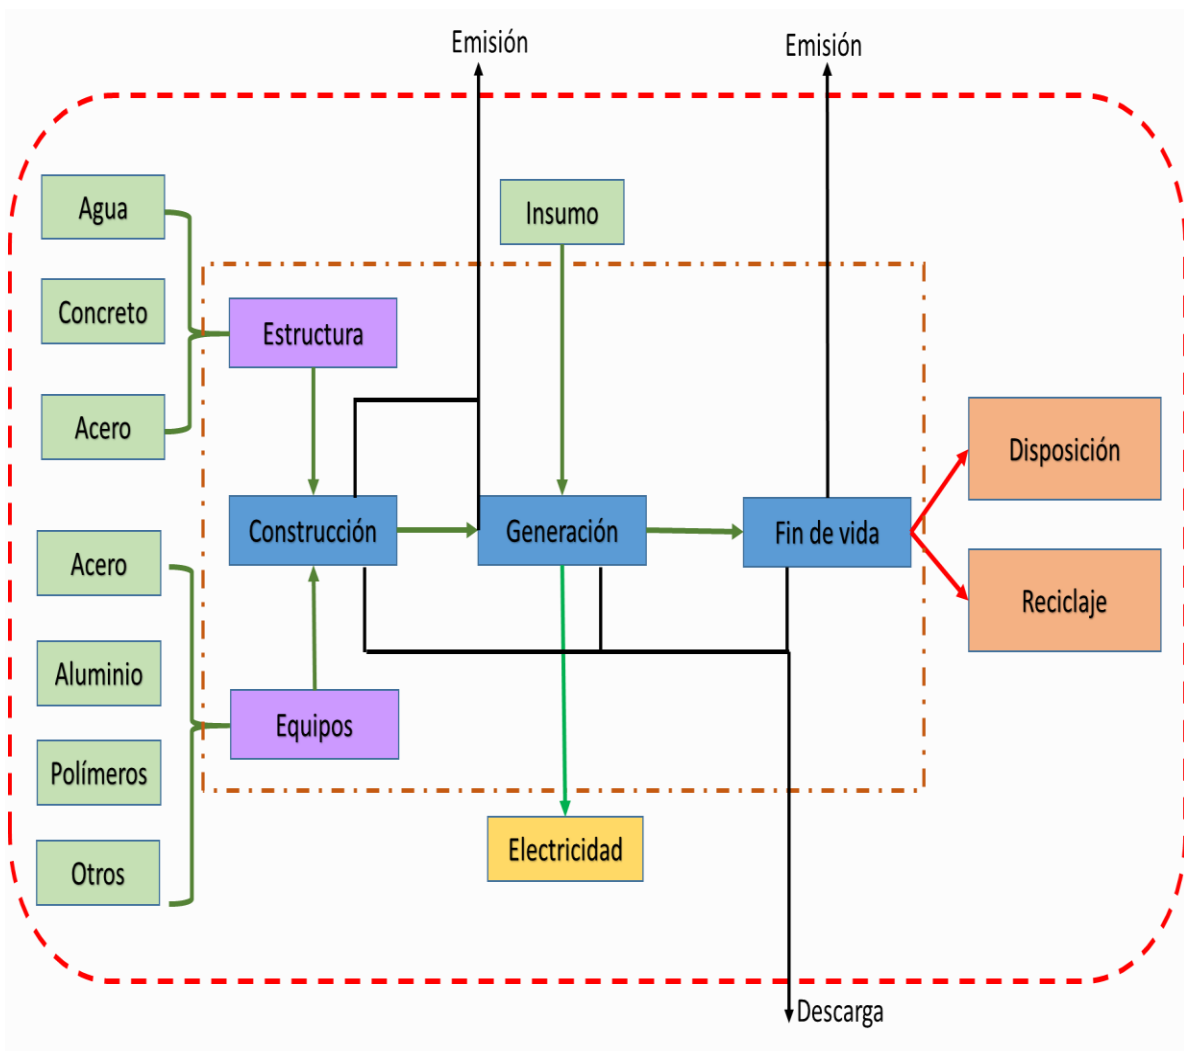 Emisión
Emisión
Agua
Insumo
Concreto
Estructura
Acero
Disposición
Construcción
Generación
Fin de vida
Acero
Reciclaje
Aluminio
Equipos
Polímeros
Electricidad
Otros
Descarga